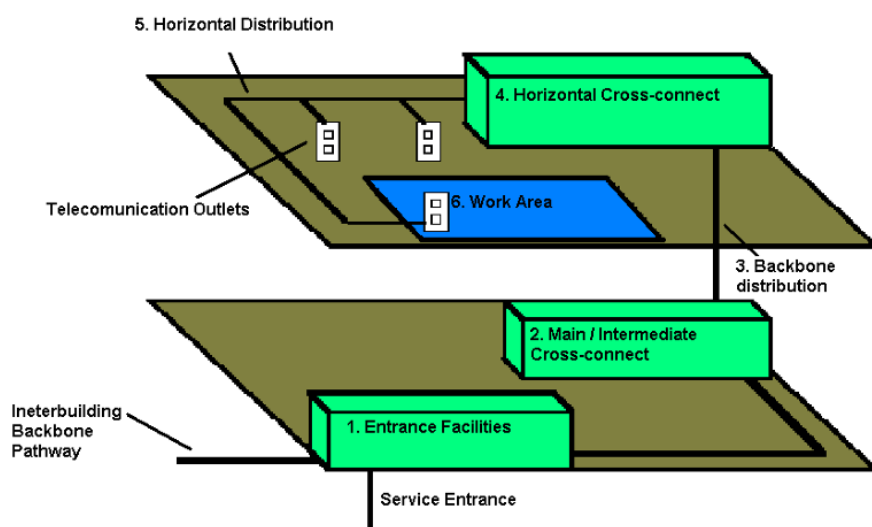 5. Horizontal Distribution
4. Horizontal Cross-connect
Telecomunication Outlets
6. Work Area
3. Backbone
distribution
2. Main / Intermediate
Cross-connect
Ineterbuilding
Backbone
Pathway
1. Entrance Facilities
Service Entrance